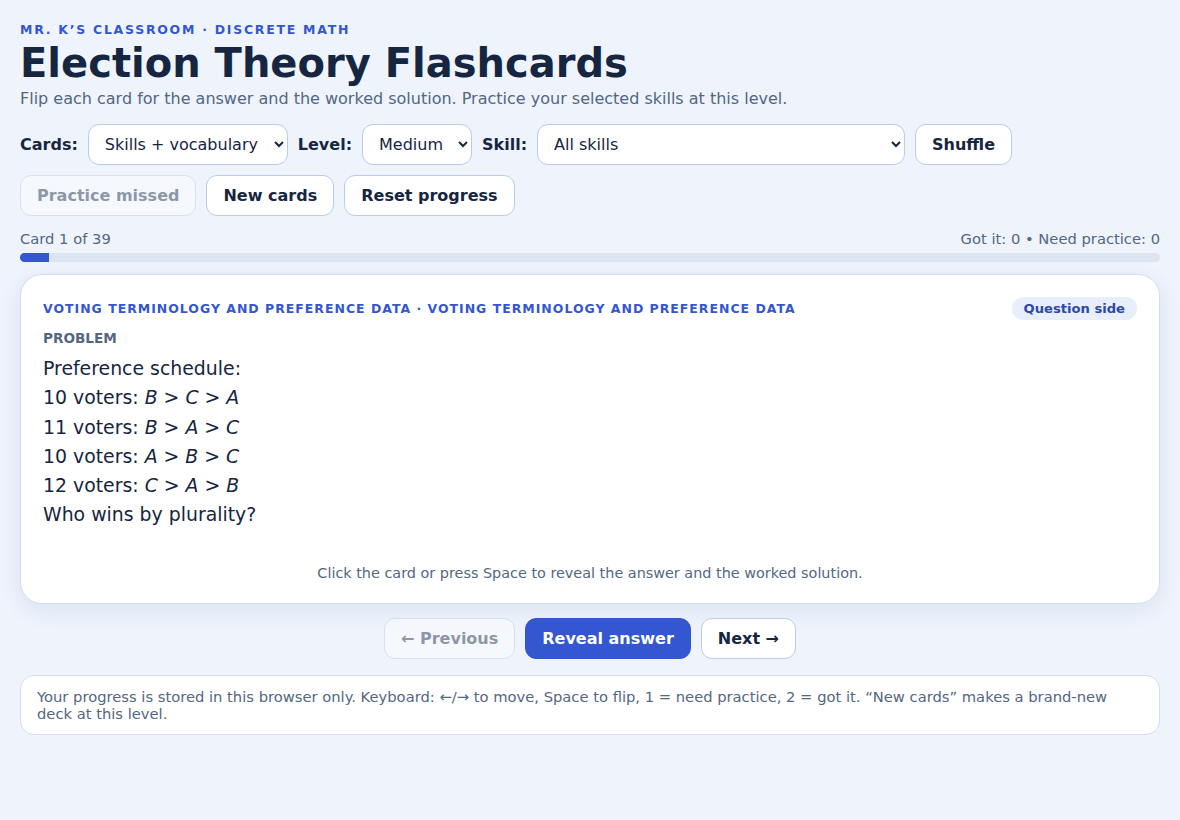 MR. K’S CLASSROOM · DISCRETE MATH
Election Theory Flashcards
Flip each card for the answer and the worked solution. Practice your selected skills at this level.
Cards: Skills + vocabulary Level: Medium Skill: All skills Shuffle
Practice missed New cards Reset progress
Card 1 of 39 Got it: 0 • Need practice: 0
VOTING TERMINOLOGY AND PREFERENCE DATA · VOTING TERMINOLOGY AND PREFERENCE DATA Question side
PROBLEM
Preference schedule:
10 voters: B > C > A
11 voters: B > A > C
10 voters: A > B > C
12 voters: C > A > B
Who wins by plurality?
Click the card or press Space to reveal the answer and the worked solution.
← Previous Reveal answer Next →
Your progress is stored in this browser only. Keyboard: ←/→ to move, Space to flip, 1 = need practice, 2 = got it. “New cards” makes a brand-new
deck at this level.